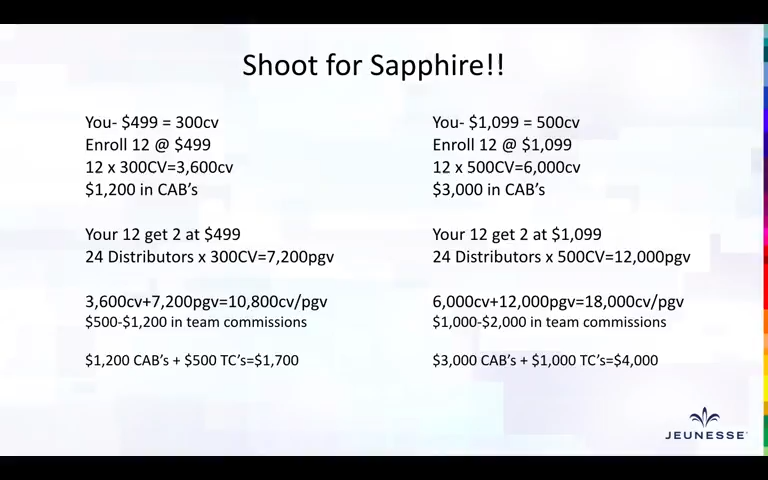 Shoot for Sapphire!!
You- $499 = 300cv
Enroll 12 @ $499
12 x 300CV=3,600cv
$1,200 in CAB's
Your 12 get 2 at $499
24 Distributors x 300CV=7,200pgv
3,600cv+7,200pgv=10,800cv/pgv
$500-$1,200 in team commissions
$1,200 CAB's + $500 TC's=$1,700
You- $1,099 = 500cv
Enroll 12 @ $1,099
12 x 500CV=6,000cv
$3,000 in CAB's
Your 12 get 2 at $1,099
24 Distributors x 500CV=12,000pgv
6,000cv+12,000pgv=18,000cv/pgv
$1,000-$2,000 in team commissions
$3,000 CAB's + $1,000 TC's=$4,000
JEUNESSE